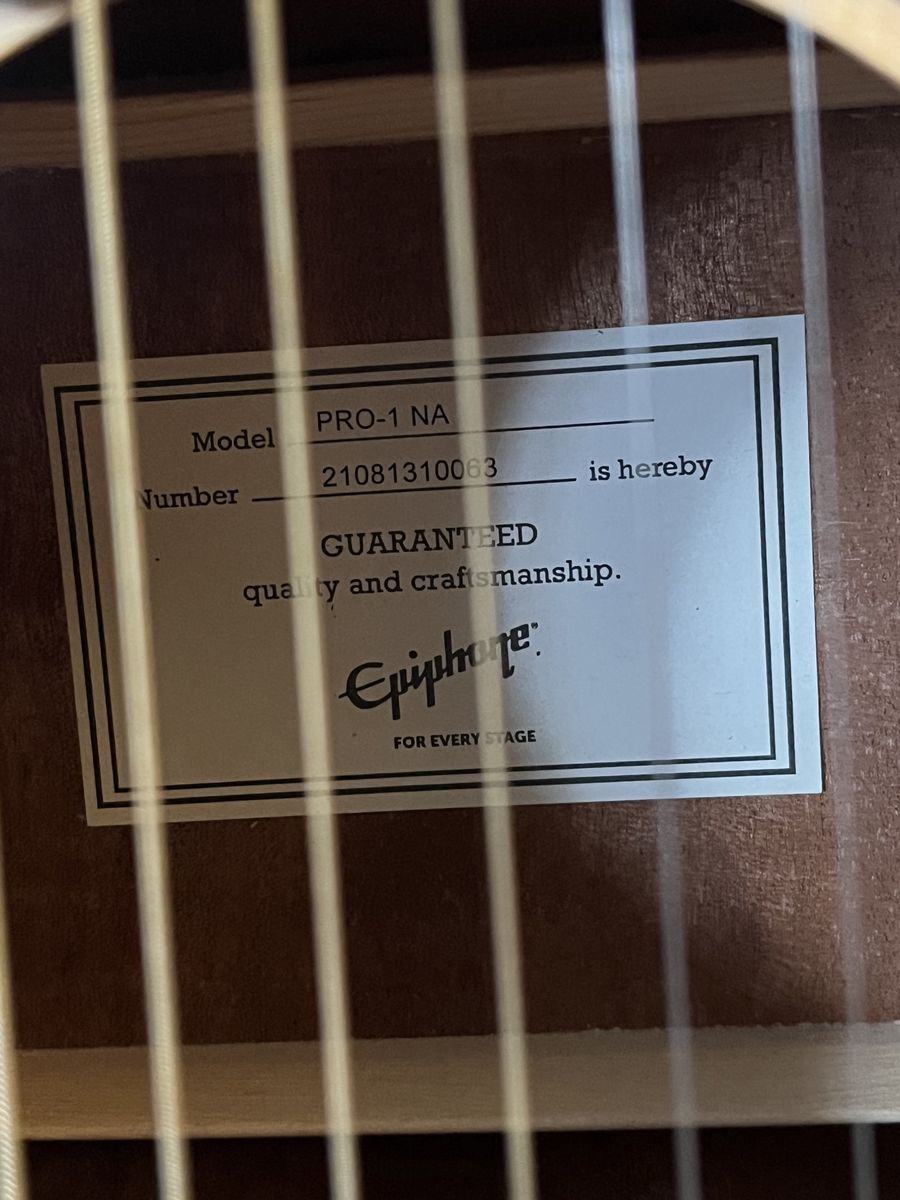 Model PRO-1 NA
Number 21081310063 is hereby
GUARANTEED
quality and craftsmanship.
Epiphone
FOR EVERY STAGE